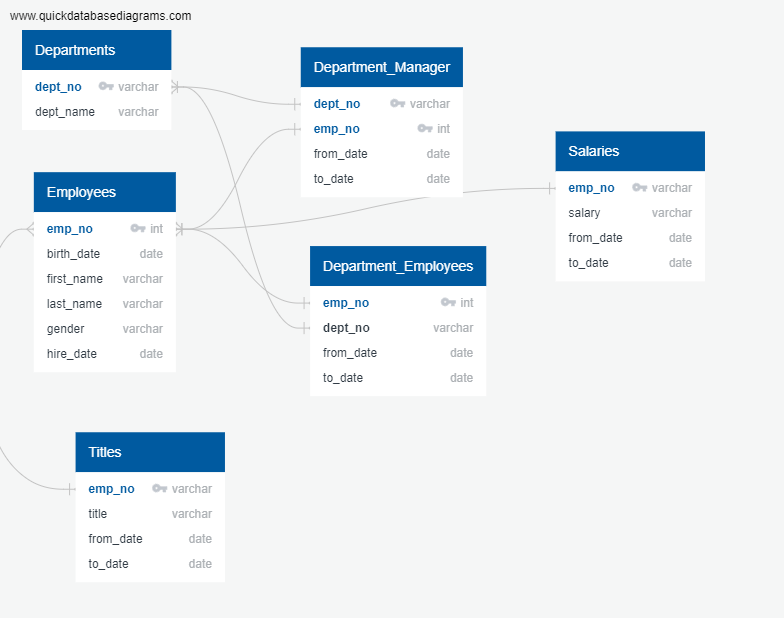 www.quickdatabasediagrams.com
Departments
dept_no varchar
dept_name varchar
Department_Manager
dept_no varchar
emp_no int
from_date date
to_date date
Salaries
emp_no varchar
salary varchar
from_date date
to_date date
Employees
emp_no int
birth_date date
first_name varchar
last_name varchar
gender varchar
hire_date date
Department_Employees
emp_no int
dept_no varchar
from_date date
to_date date
Titles
emp_no varchar
title varchar
from_date date
to_date date